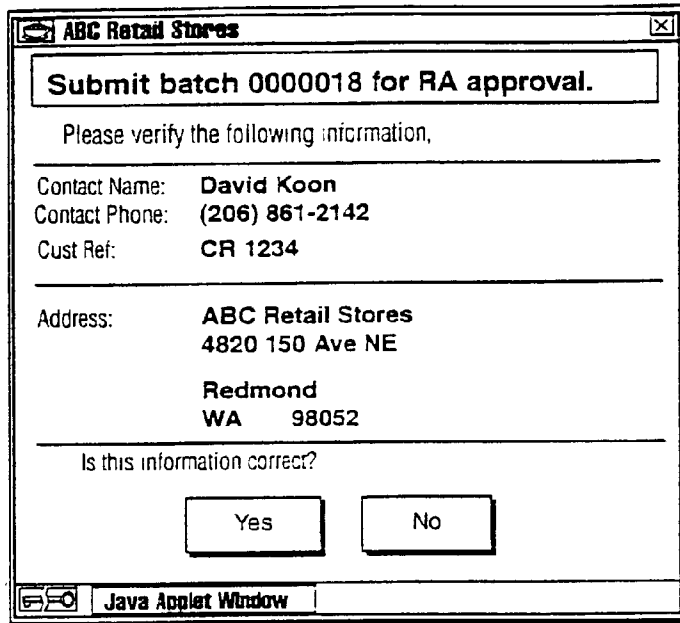 ABC Retail Stores
Submit batch 0000018 for RA approval.
Please verify the following information,
Contact Name: David Koon
Contact Phone: (206) 861-2142
Cust Ref: CR 1234
Address: ABC Retail Stores
4820 150 Ave NE
Redmond
WA 98052
Is this information correct?
Yes No
Java Applet Window